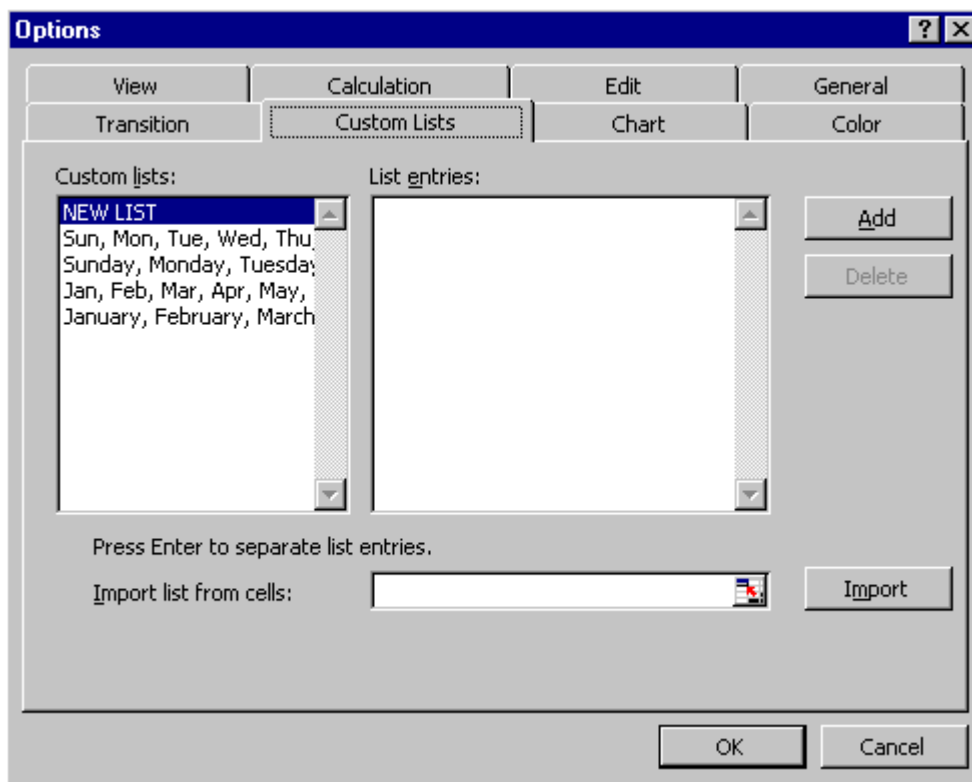 Options
View Calculation Edit General
Transition Custom Lists Chart Color
Custom lists: List entries:
NEW LIST
Sun, Mon, Tue, Wed, Thu,
Sunday, Monday, Tuesday
Jan, Feb, Mar, Apr, May,
January, February, March
Add
Delete
Press Enter to separate list entries.
Import list from cells: Import
OK Cancel